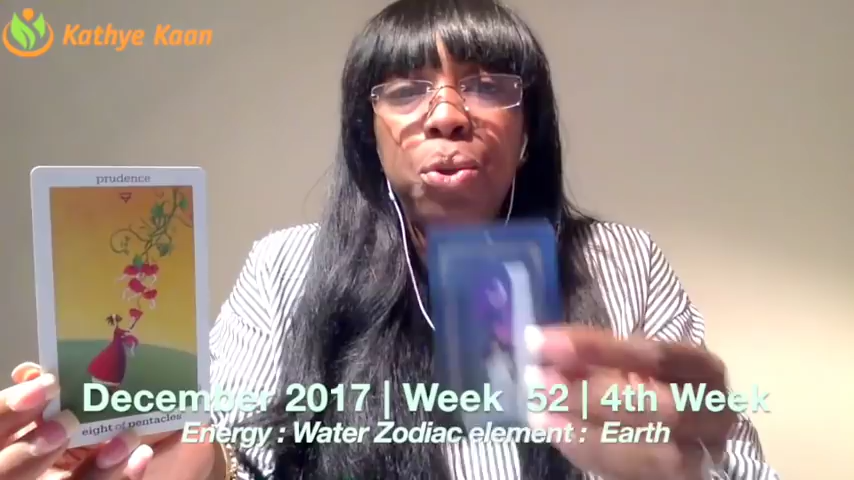 Kathye Kaan
prudence
eight of pentacles
December 2017 | Week 52 | 4th Week
Energy : Water Zodiac element : Earth